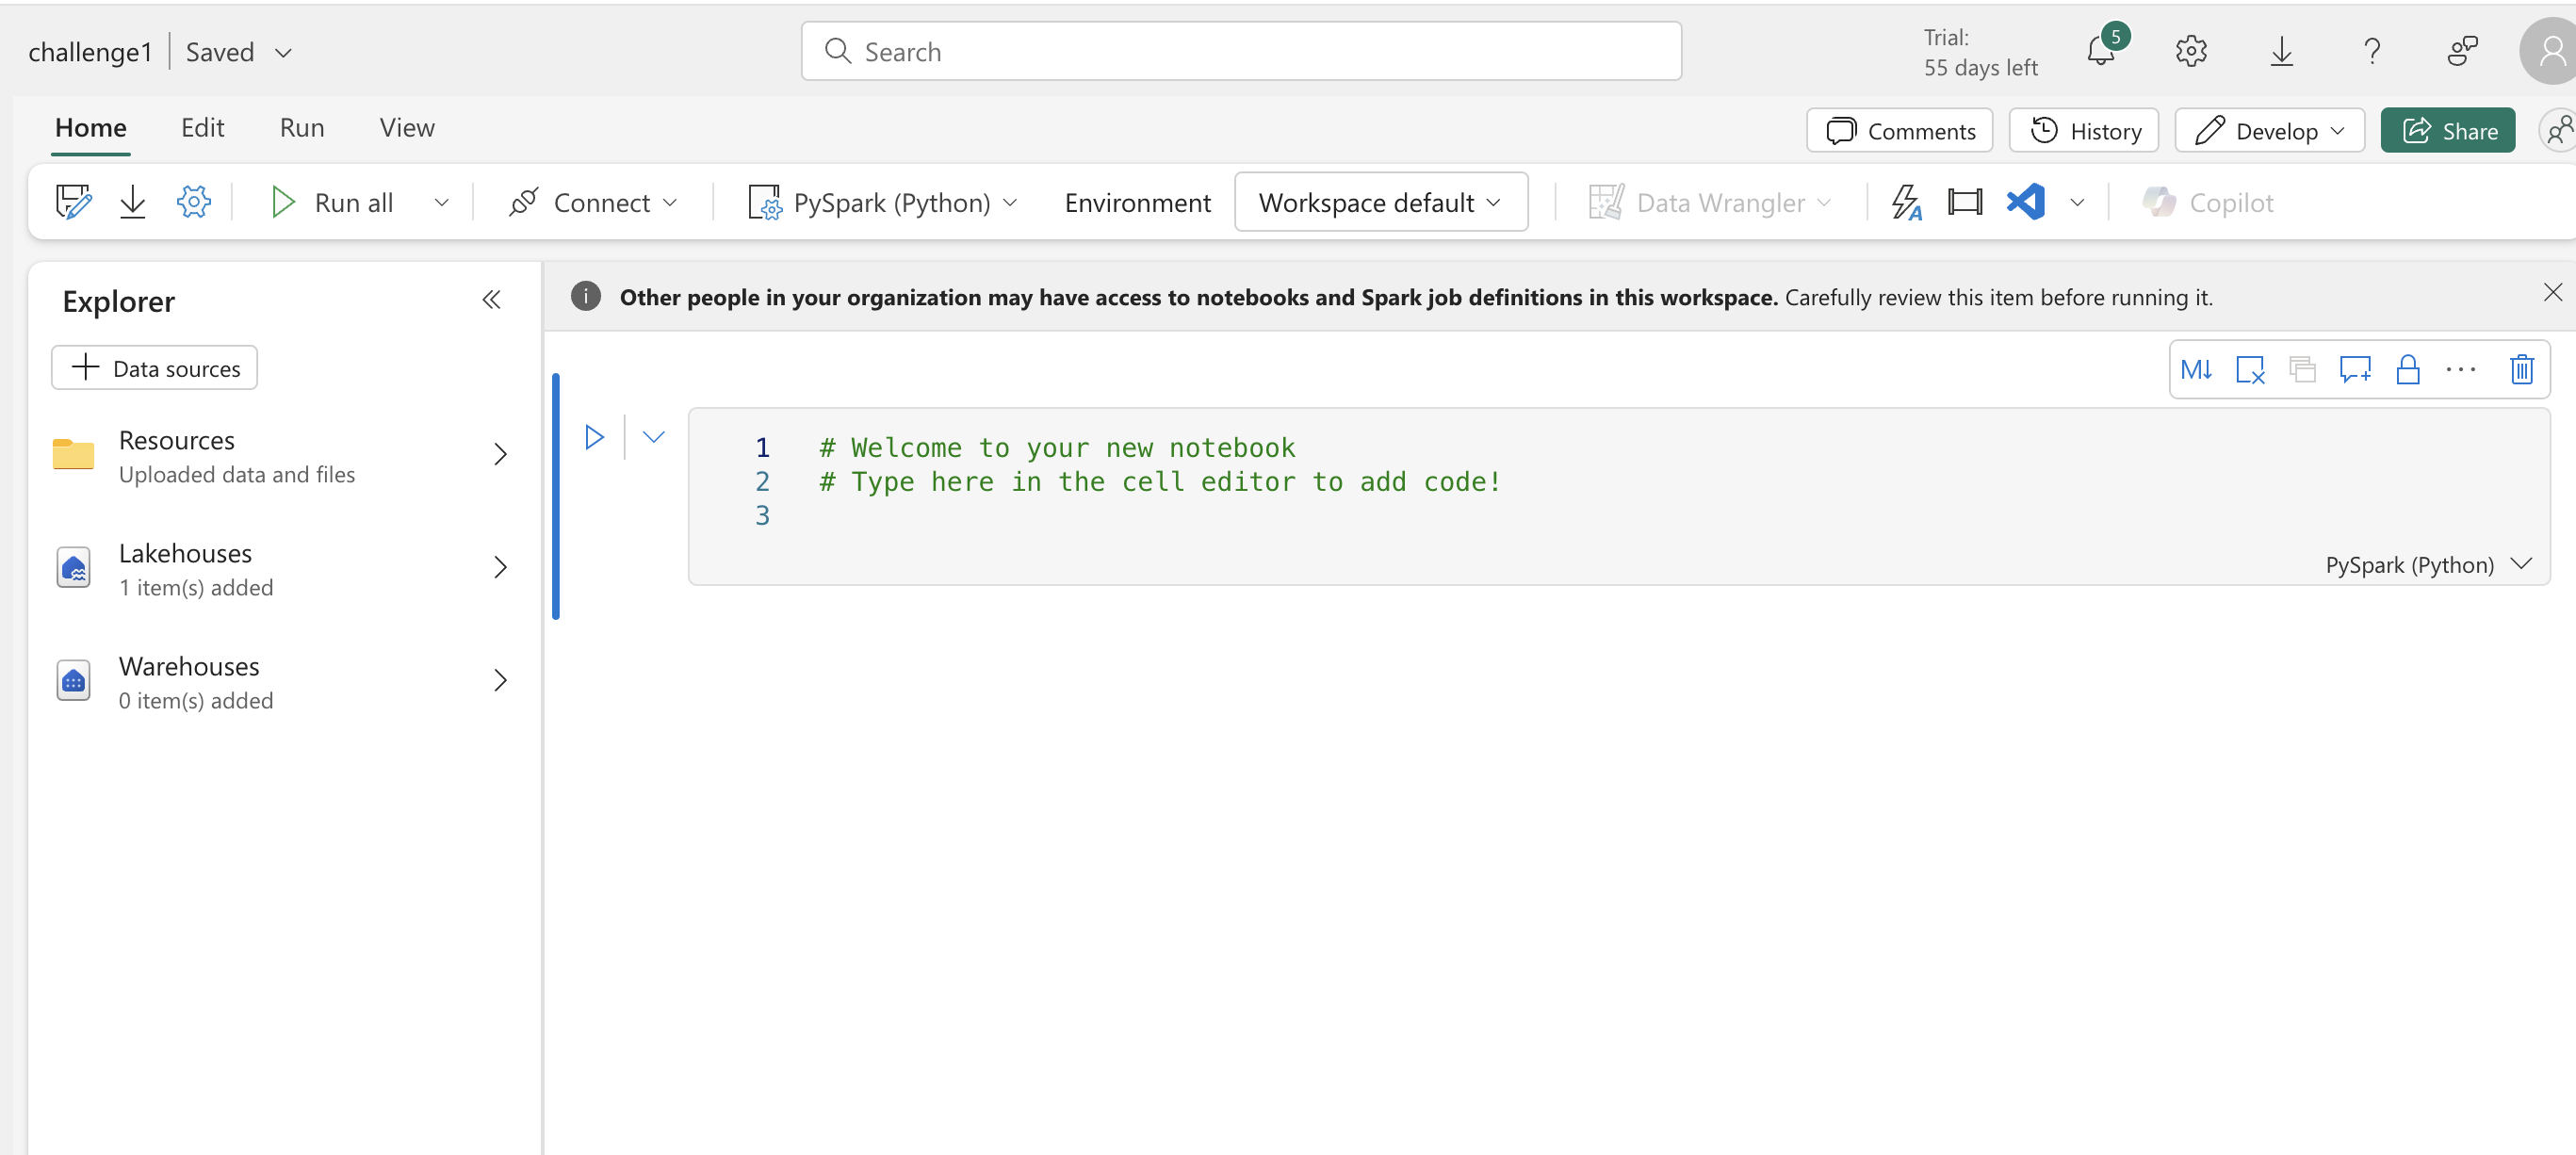 challenge1 Saved
Search
Trial:
55 days left
5
Home Edit Run View
Comments History Develop Share
Run all Connect PySpark (Python) Environment Workspace default Data Wrangler Copilot
Explorer
Data sources
Resources
Uploaded data and files
Lakehouses
1 item(s) added
Warehouses
0 item(s) added
Other people in your organization may have access to notebooks and Spark job definitions in this workspace. Carefully review this item before running it.
M↓
1 # Welcome to your new notebook
2 # Type here in the cell editor to add code!
3
PySpark (Python)